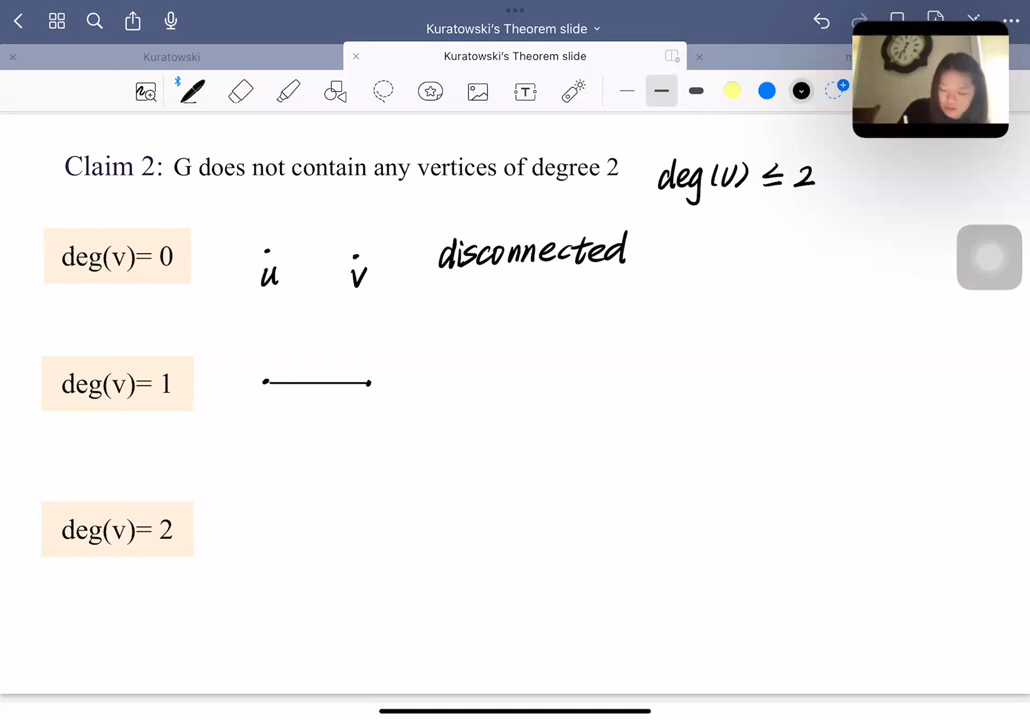 Kuratowski's Theorem slide
Kuratowski
Kuratowski's Theorem slide
Claim 2: G does not contain any vertices of degree 2
deg(v) ≤ 2
deg(v)= 0
u v disconnected
deg(v)= 1
deg(v)= 2